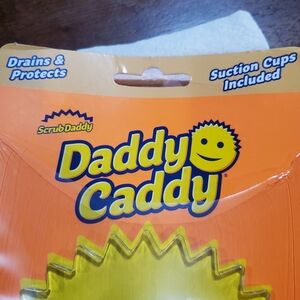 Drains &
Protects
Suction Cups
Included
Scrub Daddy
Daddy
Caddy